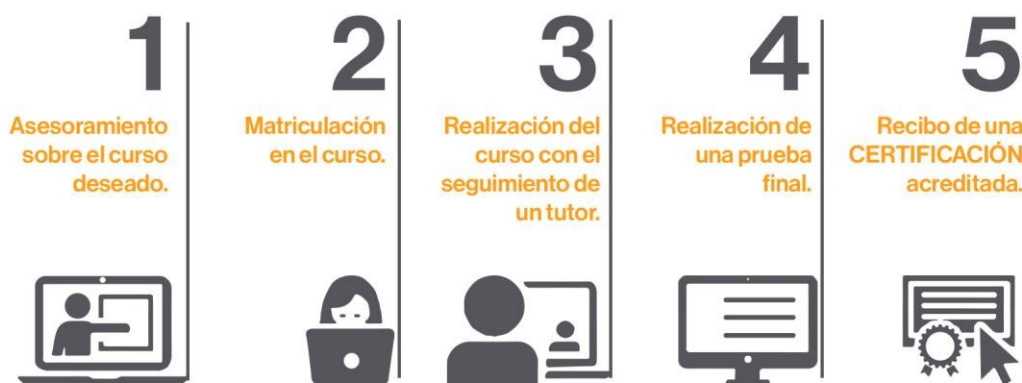 1
Asesoramiento
sobre el curso
deseado.
2
Matriculación
en el curso.
3
Realización del
curso con el
seguimiento de
un tutor.
4
Realización de
una prueba
final.
5
Recibo de una
CERTIFICACIÓN
acreditada.